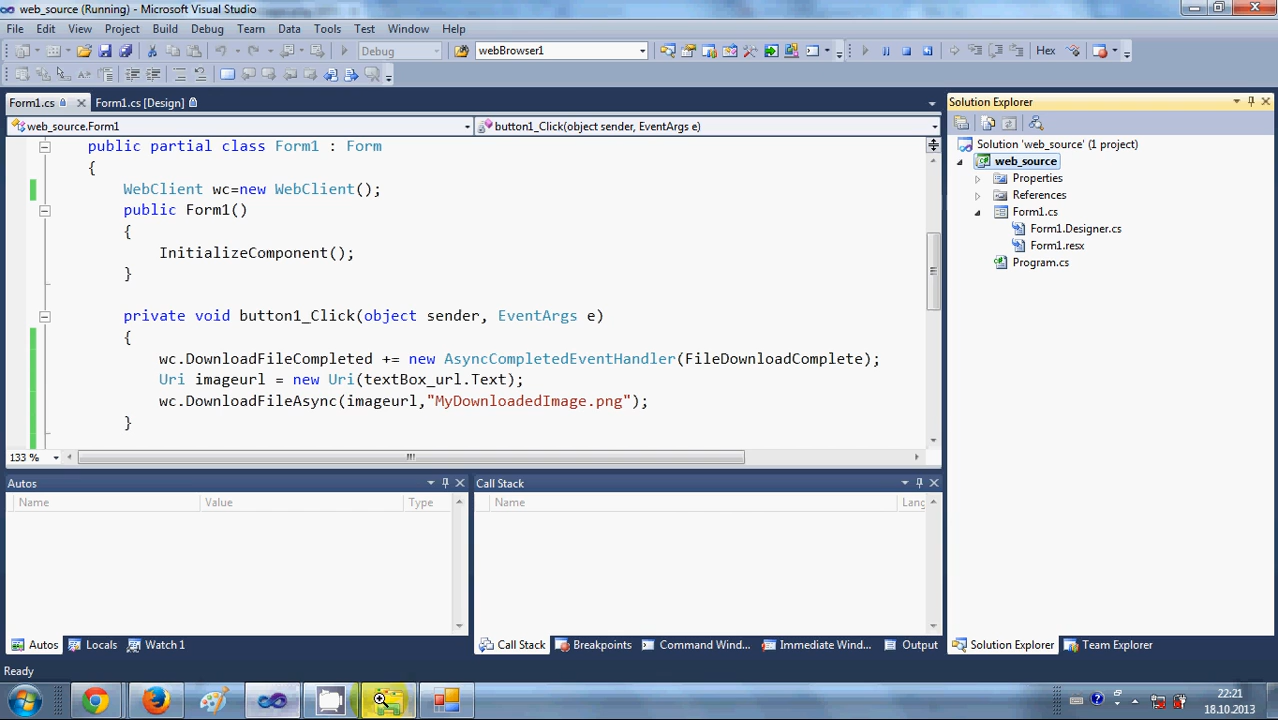 web_source (Running) - Microsoft Visual Studio
File Edit View Project Build Debug Team Data Tools Test Window Help
Debug webBrowser1 Hex
Form1.cs Form1.cs [Design]
web_source.Form1 button1_Click(object sender, EventArgs e)
public partial class Form1 : Form
{
WebClient wc=new WebClient();
public Form1()
{
InitializeComponent();
}
private void button1_Click(object sender, EventArgs e)
{
wc.DownloadFileCompleted += new AsyncCompletedEventHandler(FileDownloadComplete);
Uri imageurl = new Uri(textBox_url.Text);
wc.DownloadFileAsync(imageurl,"MyDownloadedImage.png");
}
133 %
Autos
Name Value Type
Autos Locals Watch 1
Call Stack
Name Lang
Call Stack Breakpoints Command Wind... Immediate Wind... Output
Solution Explorer
Solution 'web_source' (1 project)
web_source
Properties
References
Form1.cs
Form1.Designer.cs
Form1.resx
Program.cs
Solution Explorer Team Explorer
Ready
22:21
18.10.2013